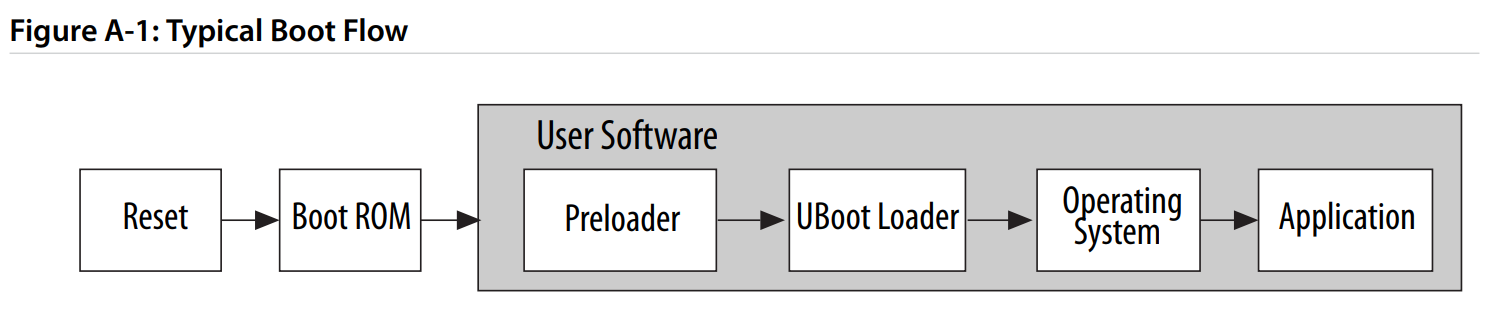 Figure A-1: Typical Boot Flow
User Software
Reset
Boot ROM
Preloader
UBoot Loader
Operating
System
Application